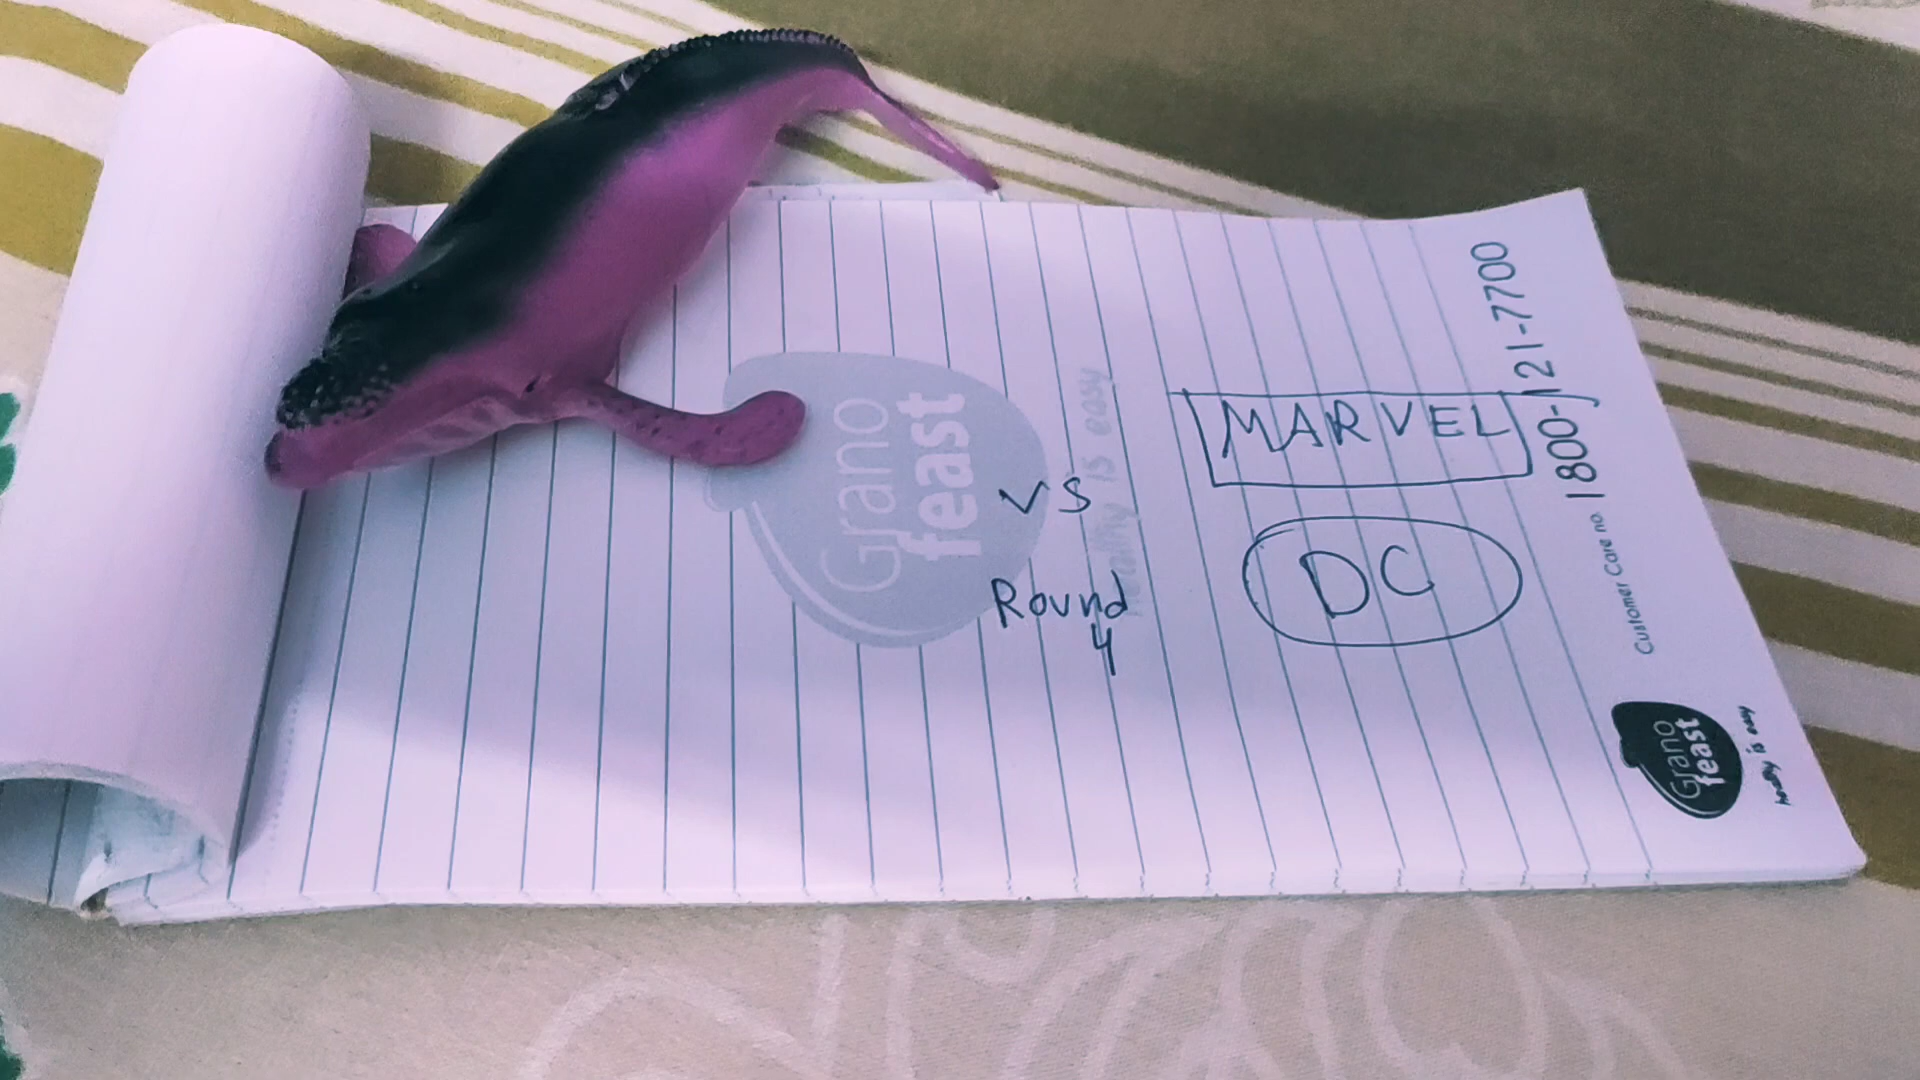 MARVEL
VS
DC
Round
4
Grano
feast
healthy is easy
Customer Care no. 1800-121-7700
Grano
feast
healthy is easy